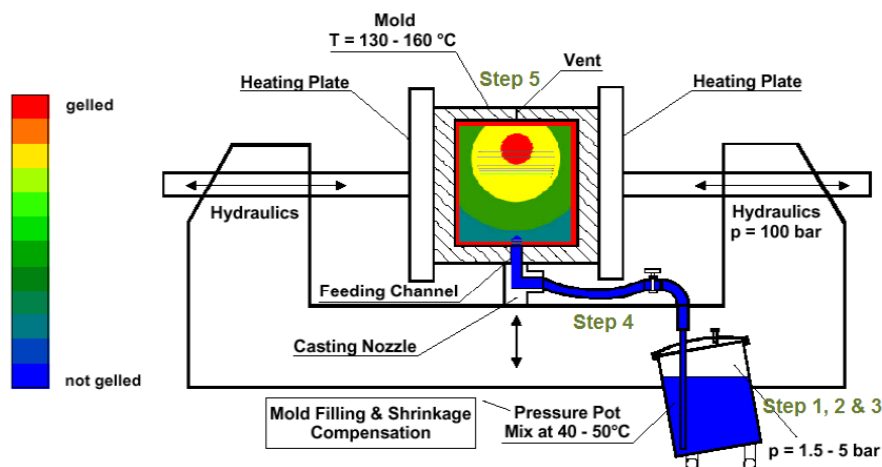 Mold
T = 130 - 160 °C
Step 5
Vent
Heating Plate
Heating Plate
gelled
Hydraulics
Hydraulics
p = 100 bar
Feeding Channel
Step 4
Casting Nozzle
not gelled
Mold Filling & Shrinkage
Compensation
Pressure Pot
Mix at 40 - 50°C
Step 1, 2 & 3
p = 1.5 - 5 bar